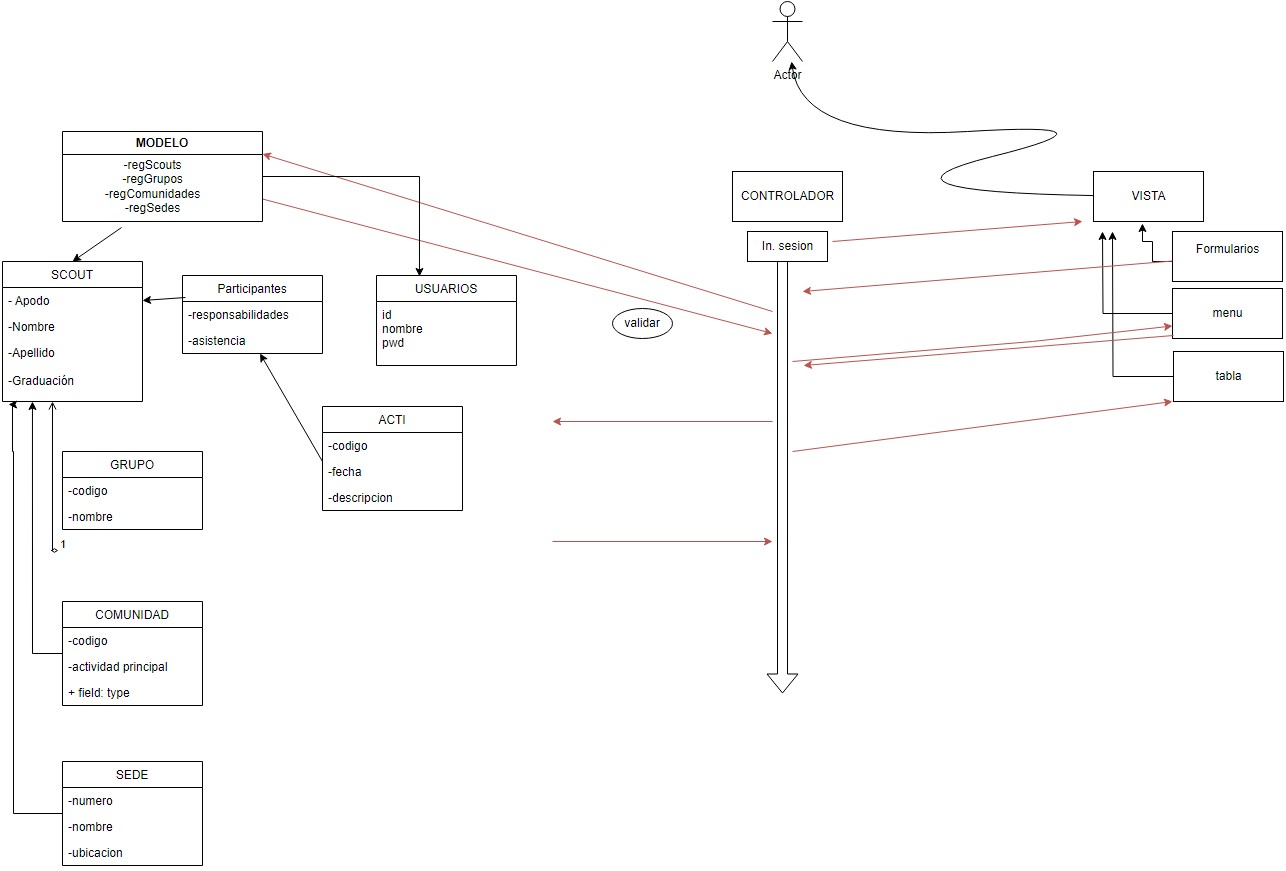 Actor
MODELO
-regScouts
-regGrupos
-regComunidades
-regSedes
CONTROLADOR
In. sesion
VISTA
Formularios
menu
tabla
SCOUT
- Apodo
-Nombre
-Apellido
-Graduación
Participantes
-responsabilidades
-asistencia
USUARIOS
id
nombre
pwd
validar
ACTI
-codigo
-fecha
-descripcion
GRUPO
-codigo
-nombre
1
COMUNIDAD
-codigo
-actividad principal
+ field: type
SEDE
-numero
-nombre
-ubicacion